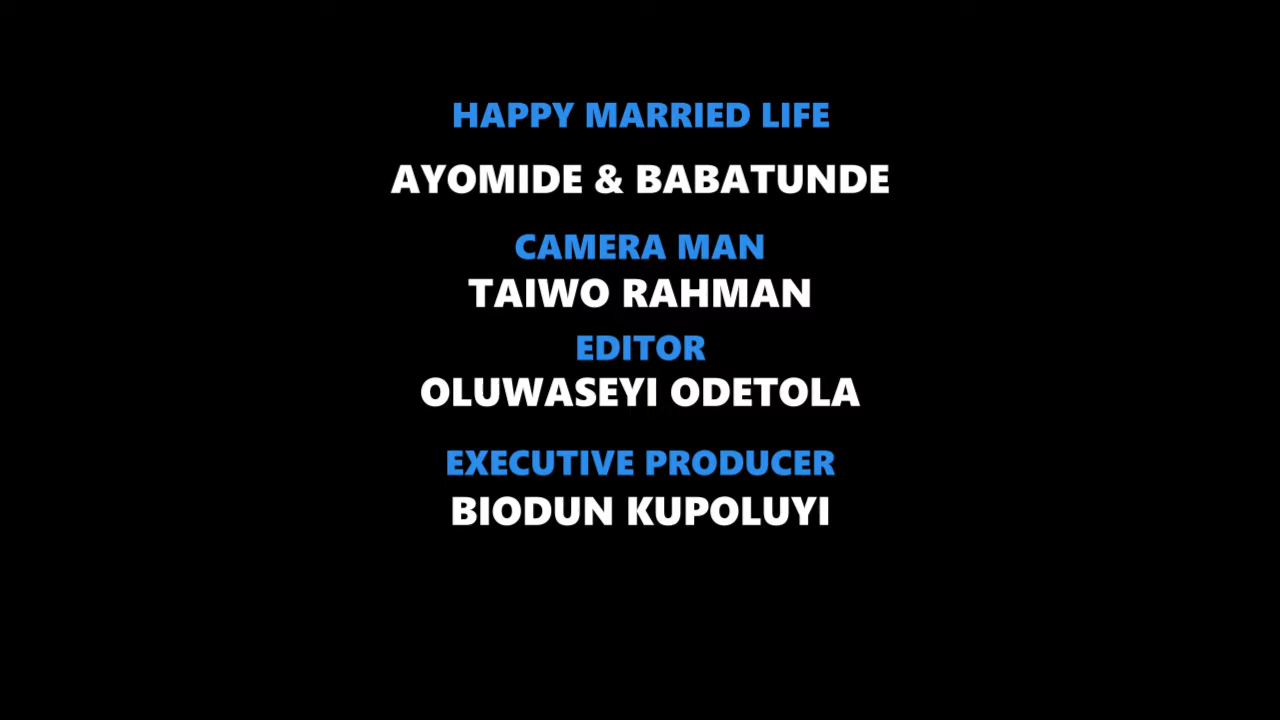 HAPPY MARRIED LIFE
AYOMIDE & BABATUNDE
CAMERA MAN
TAIWO RAHMAN
EDITOR
OLUWASEYI ODETOLA
EXECUTIVE PRODUCER
BIODUN KUPOLUYI